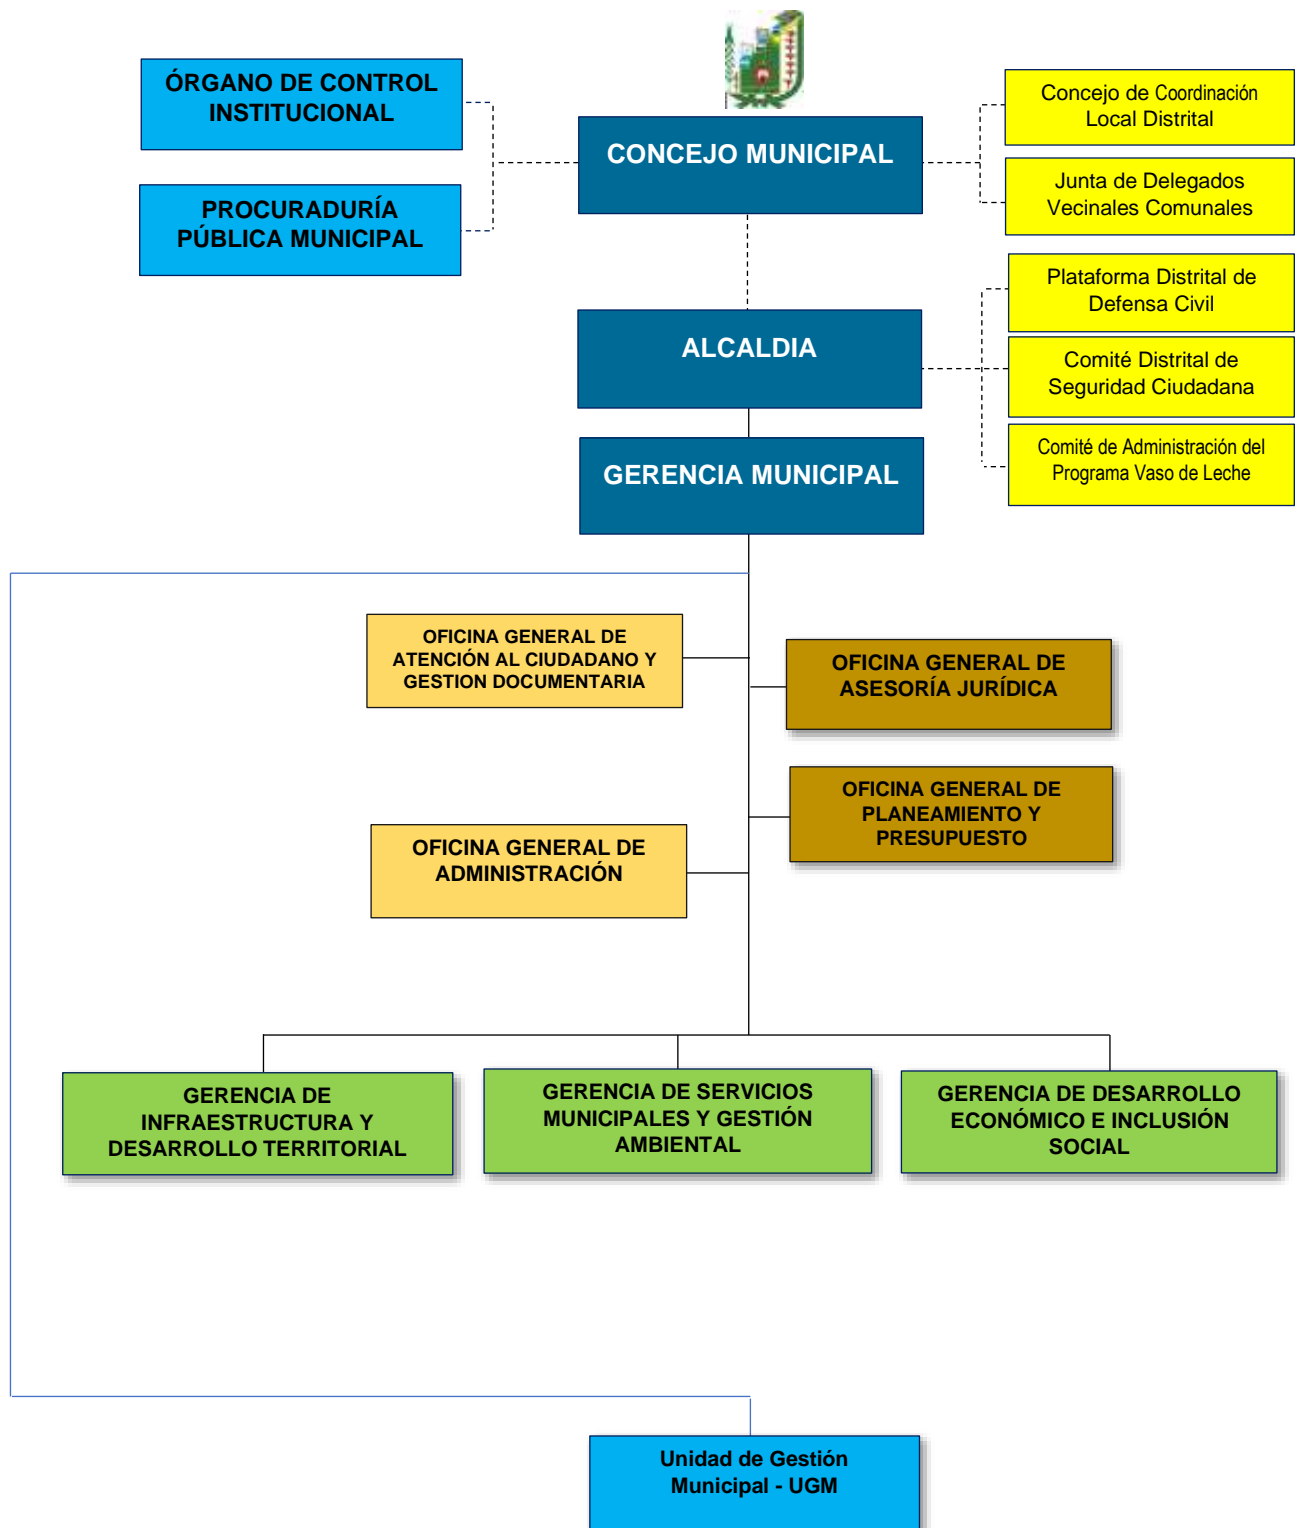 ÓRGANO DE CONTROL
INSTITUCIONAL
PROCURADURÍA
PÚBLICA MUNICIPAL
CONCEJO MUNICIPAL
Concejo de Coordinación
Local Distrital
Junta de Delegados
Vecinales Comunales
ALCALDIA
Plataforma Distrital de
Defensa Civil
Comité Distrital de
Seguridad Ciudadana
Comité de Administración del
Programa Vaso de Leche
GERENCIA MUNICIPAL
OFICINA GENERAL DE
ATENCIÓN AL CIUDADANO Y
GESTION DOCUMENTARIA
OFICINA GENERAL DE
ASESORÍA JURÍDICA
OFICINA GENERAL DE
PLANEAMIENTO Y
PRESUPUESTO
OFICINA GENERAL DE
ADMINISTRACIÓN
GERENCIA DE
INFRAESTRUCTURA Y
DESARROLLO TERRITORIAL
GERENCIA DE SERVICIOS
MUNICIPALES Y GESTIÓN
AMBIENTAL
GERENCIA DE DESARROLLO
ECONÓMICO E INCLUSIÓN
SOCIAL
Unidad de Gestión
Municipal - UGM